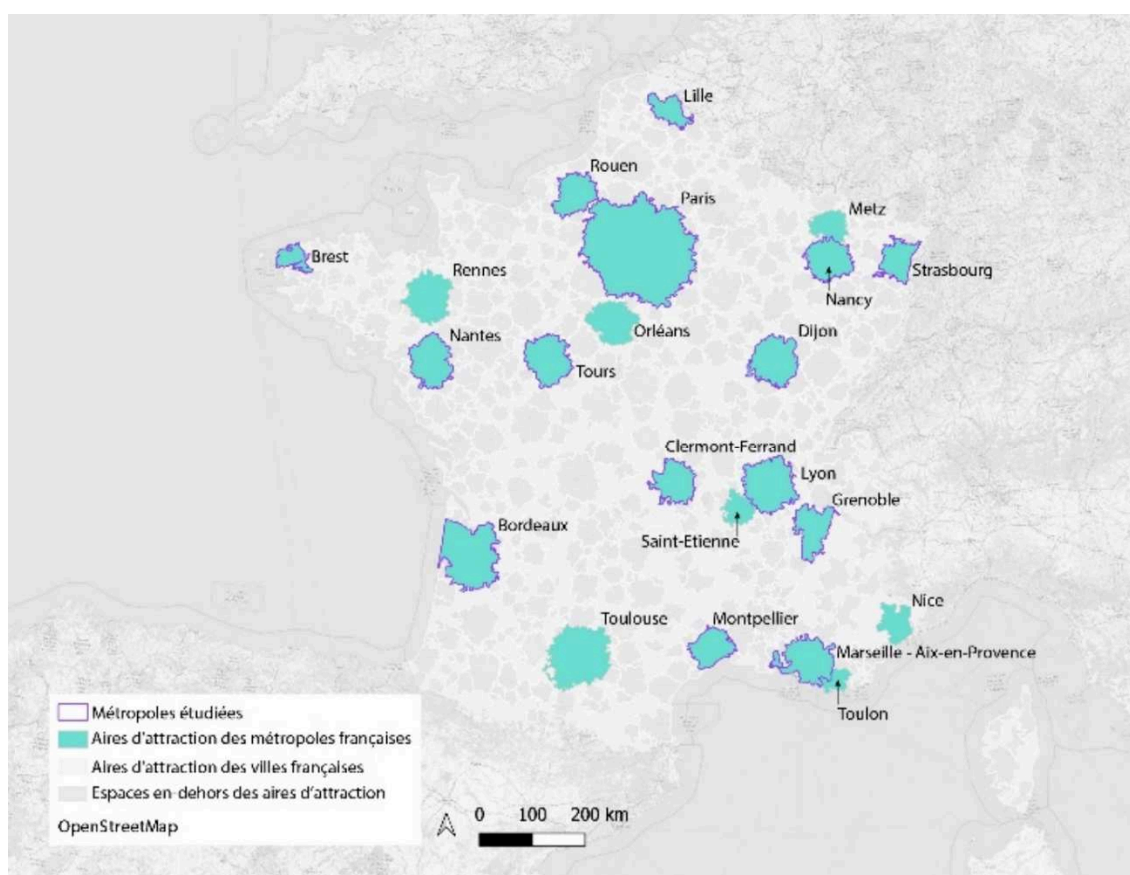 Lille
Rouen
Paris
Metz
Brest
Rennes
Strasbourg
Nancy
Nantes
Orléans
Dijon
Tours
Clermont-Ferrand
Lyon
Grenoble
Bordeaux
Saint-Etienne
Nice
Toulouse
Montpellier
Marseille - Aix-en-Provence
Toulon
Métropoles étudiées
Aires d'attraction des métropoles françaises
Aires d'attraction des villes françaises
Espaces en dehors des aires d'attraction
OpenStreetMap
0 100 200 km